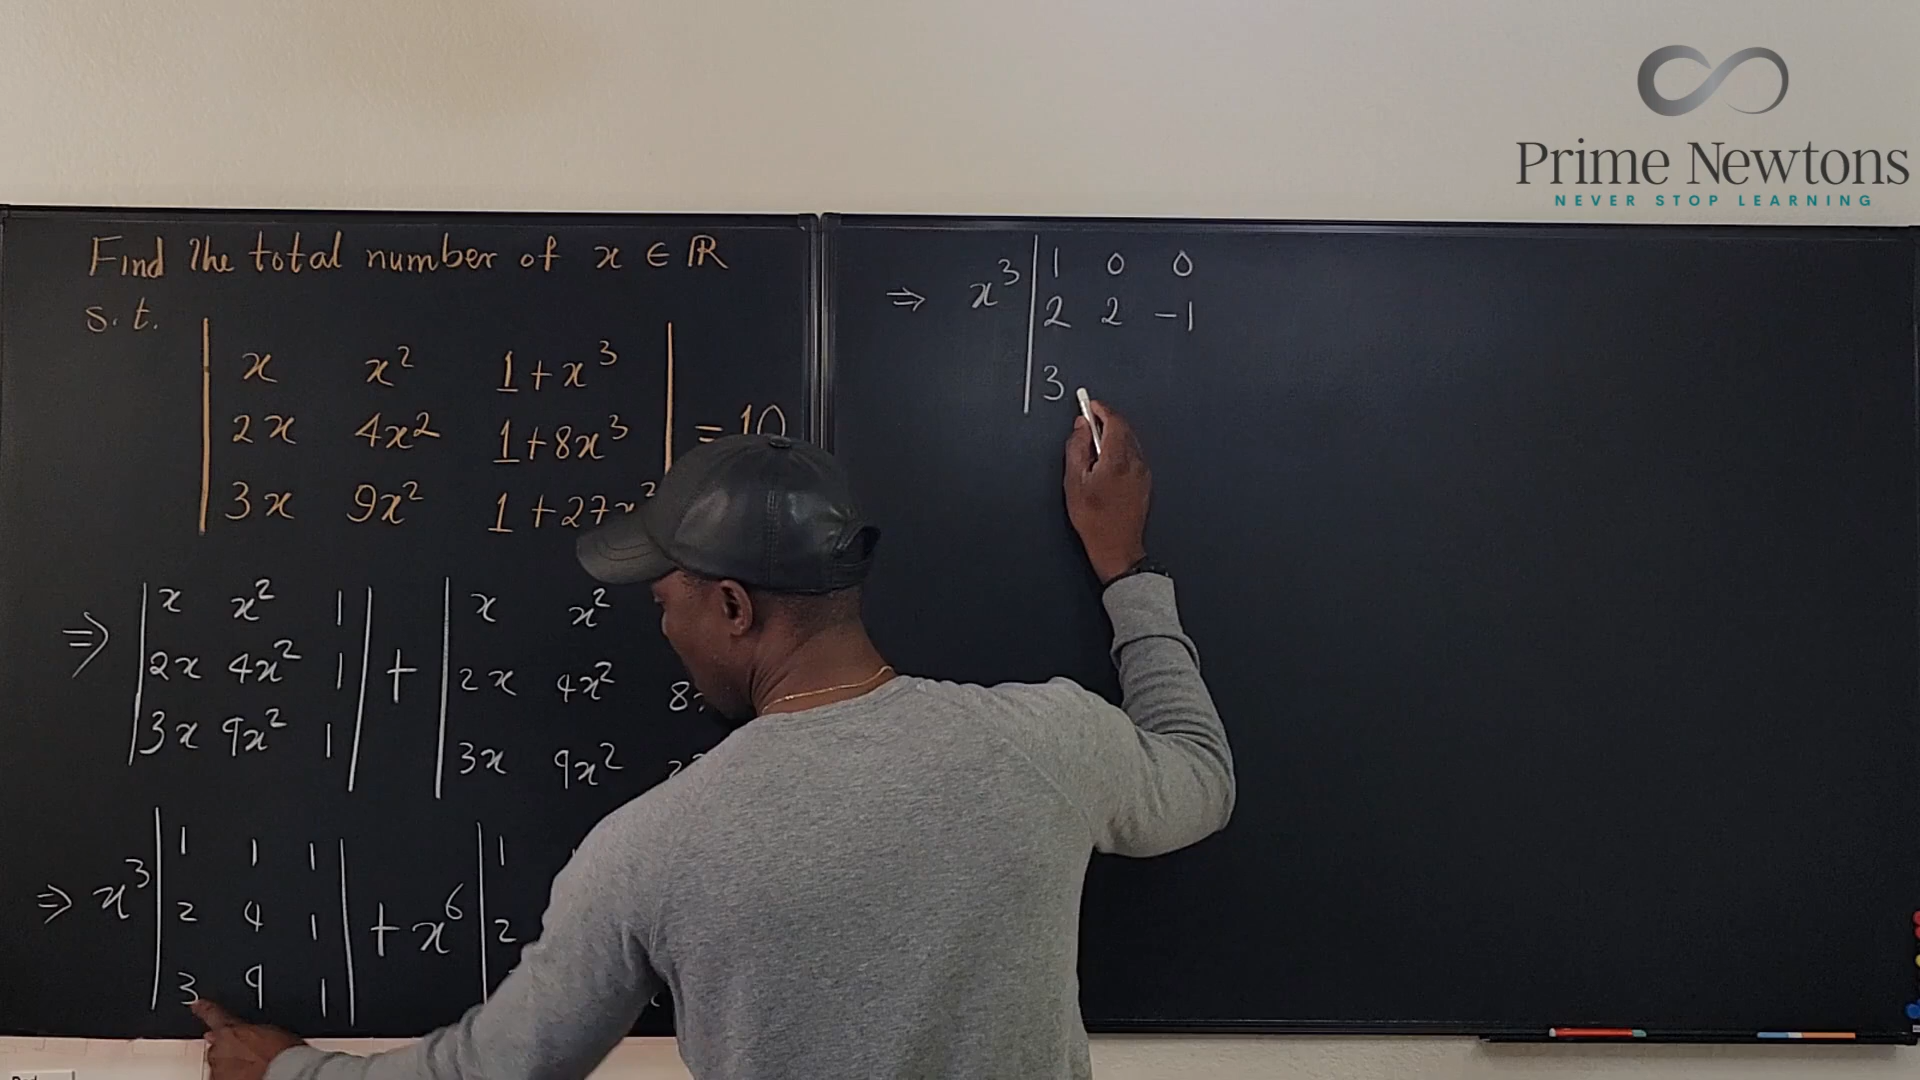 Prime Newtons
NEVER STOP LEARNING
Find the total number of x ∈ ℝ
s.t.
| x x² 1+x³ |
| 2x 4x² 1+8x³ | = 10
| 3x 9x² 1+27x
⇒ | x x² 1 | + | x x²
| 2x 4x² 1 | | 2x 4x² 8
| 3x 9x² 1 | | 3x 9x²
⇒ x³ | 1 1 1 | + x⁶ | 1
| 2 4 1 | | 2
| 3 9 1 |
⇒ x³ | 1 0 0
| 2 2 -1
| 3